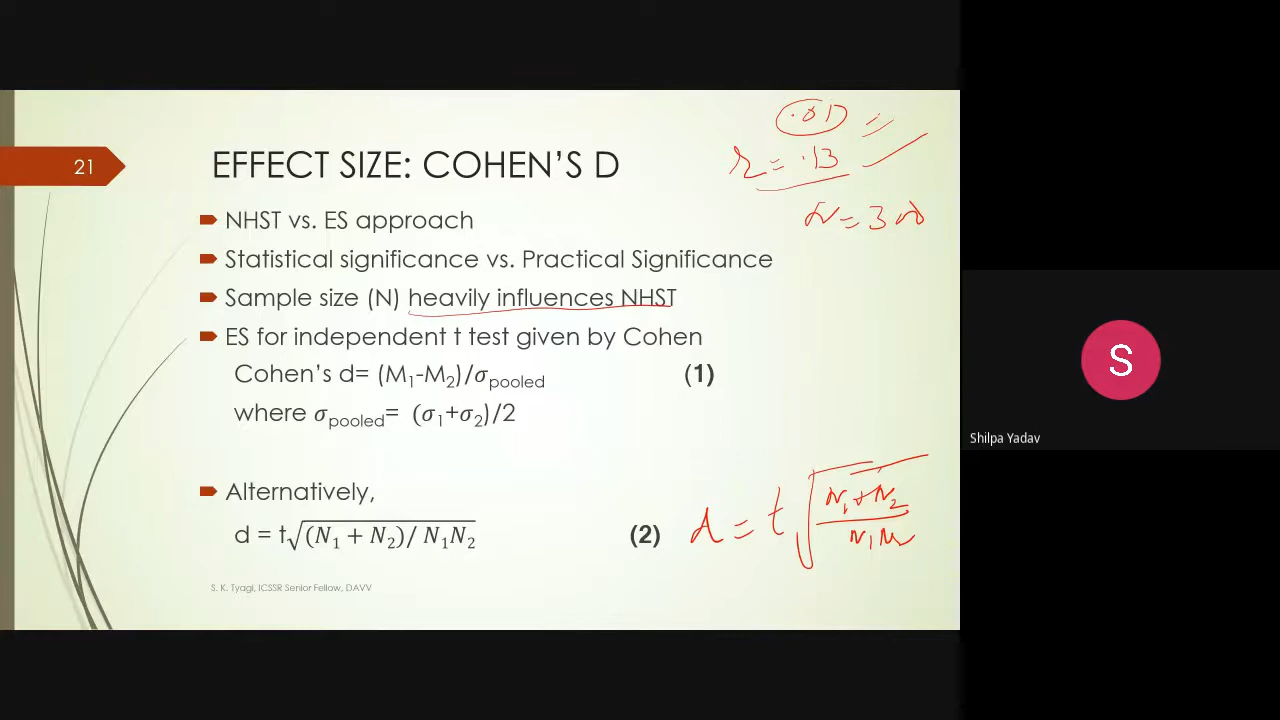 21
EFFECT SIZE: COHEN'S D
.01
r = .13
N = 300
NHST vs. ES approach
Statistical significance vs. Practical Significance
Sample size (N) heavily influences NHST
ES for independent t test given by Cohen
Cohen's d= (M₁-M₂)/σpooled (1)
where σpooled= (σ₁+σ₂)/2
Alternatively,
d = t√(N₁ + N₂)/ N₁N₂ (2)
d = t√N₁+N₂/N₁N₂
S. K. Tyagi, ICSSR Senior Fellow, DAVV
S
Shilpa Yadav